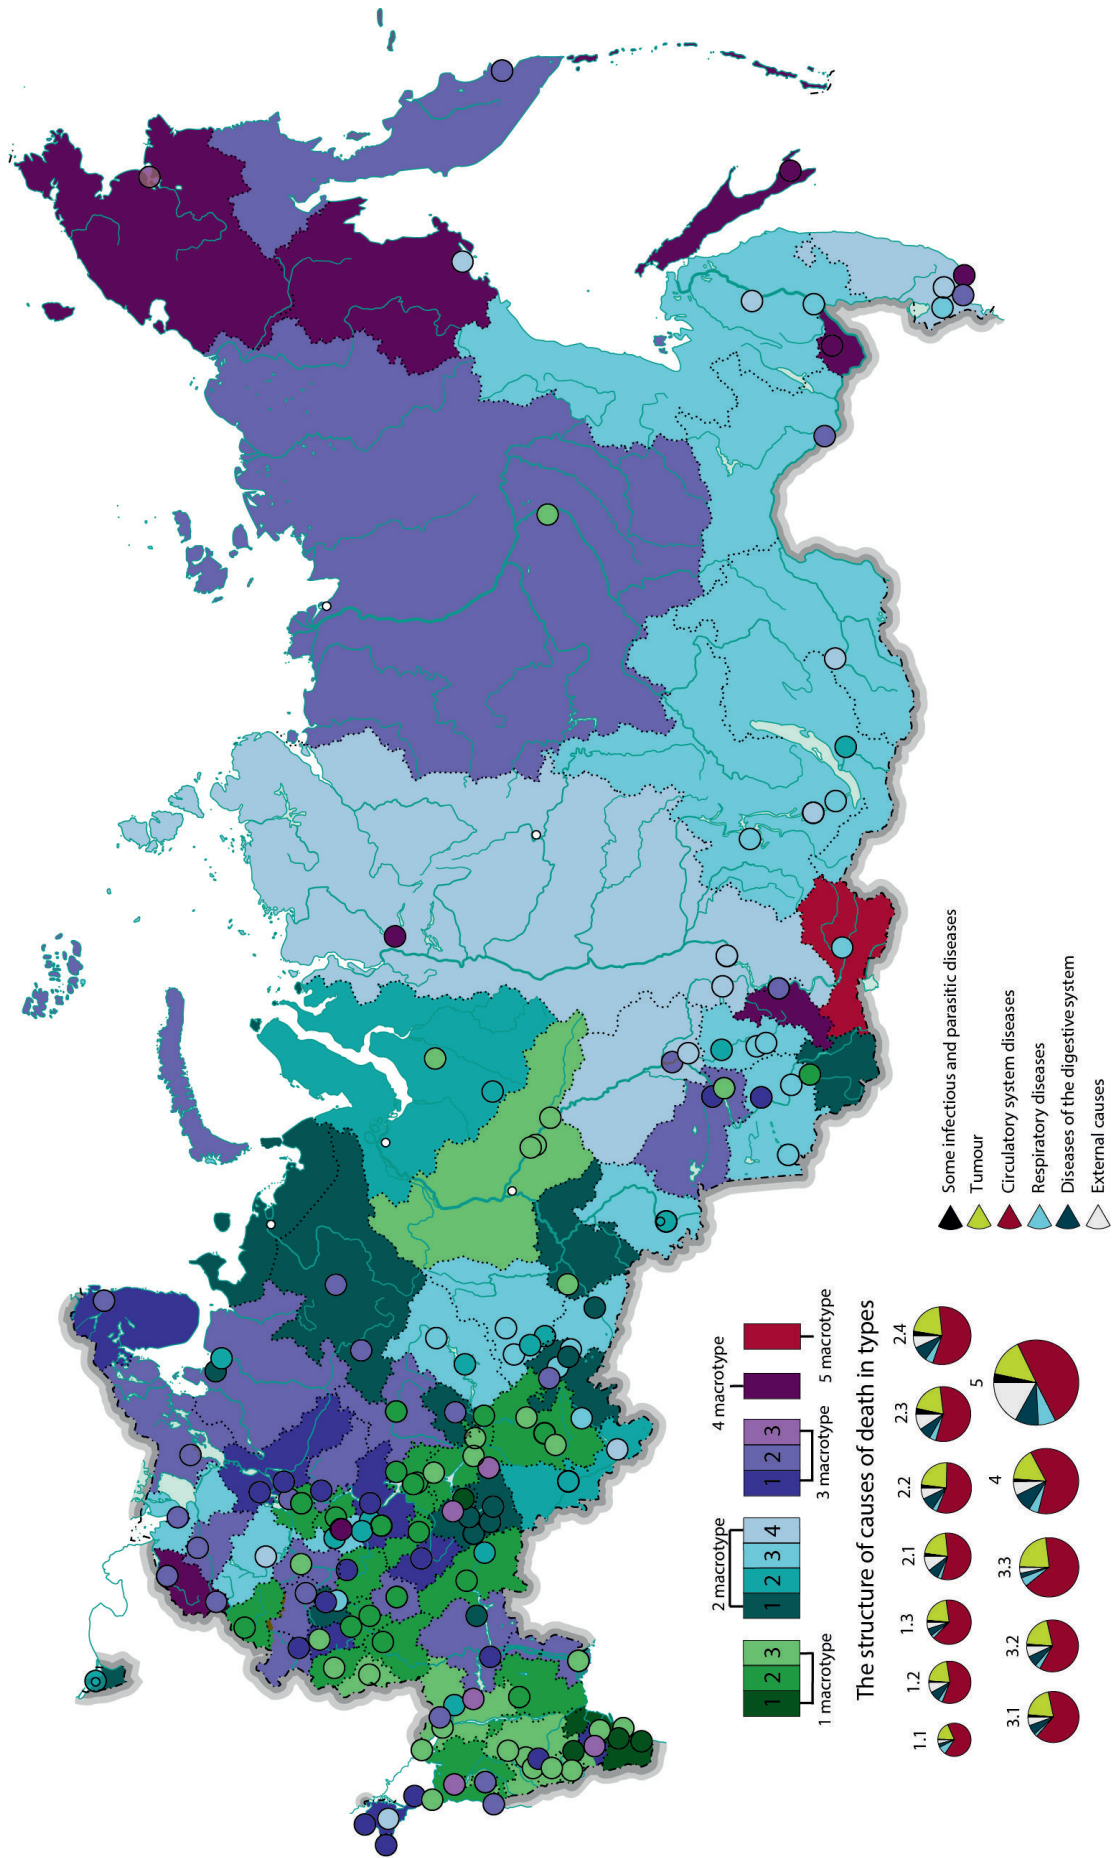 1 2 3
1 macrotype
1 2 3 4
2 macrotype
1 2 3
3 macrotype
4 macrotype
5 macrotype
The structure of causes of death in types
1.1
1.2
1.3
2.1
2.2
2.3
2.4
3.1
3.2
3.3
4
5
Some infectious and parasitic diseases
Tumour
Circulatory system diseases
Respiratory diseases
Diseases of the digestive system
External causes